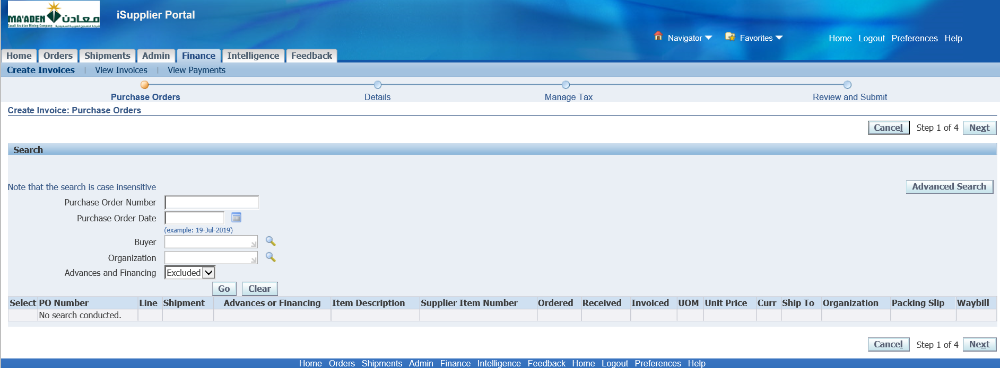 MA'ADEN معادن
Saudi Arabian Mining Company شركة التعدين العربية السعودية
iSupplier Portal
Navigator Favorites Home Logout Preferences Help
Home Orders Shipments Admin Finance Intelligence Feedback
Create Invoices | View Invoices | View Payments
Purchase Orders Details Manage Tax Review and Submit
Create Invoice: Purchase Orders
Cancel Step 1 of 4 Next
Search
Note that the search is case insensitive
Advanced Search
Purchase Order Number
Purchase Order Date
(example: 19-Jul-2019)
Buyer
Organization
Advances and Financing Excluded
Go Clear
Select PO Number Line Shipment Advances or Financing Item Description Supplier Item Number Ordered Received Invoiced UOM Unit Price Curr Ship To Organization Packing Slip Waybill
No search conducted.
Cancel Step 1 of 4 Next
Home Orders Shipments Admin Finance Intelligence Feedback Home Logout Preferences Help